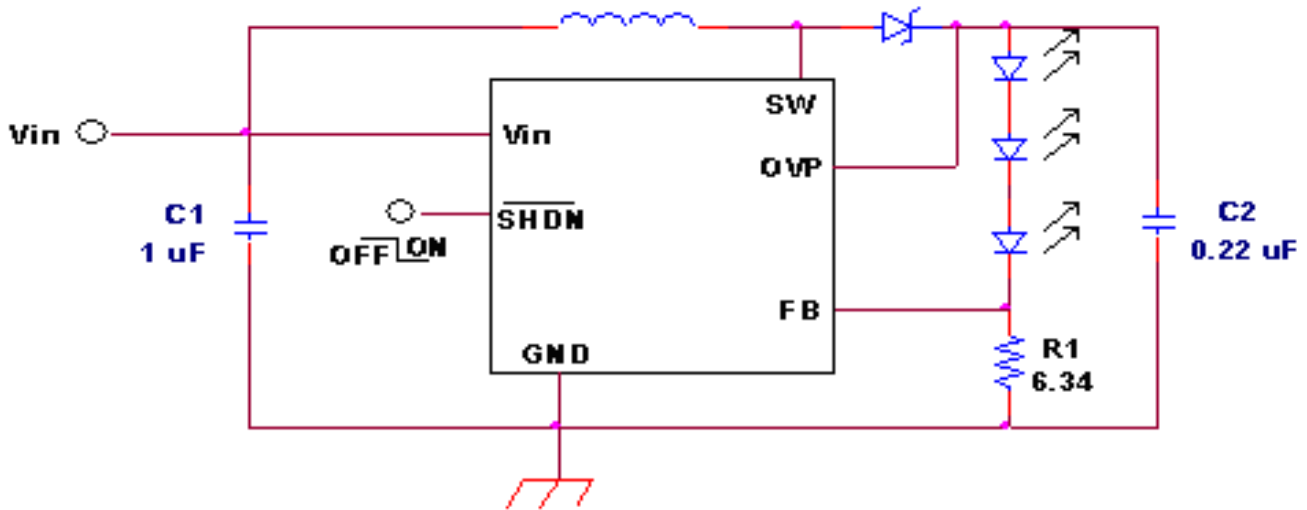 SW
Vin
Vin
OVP
C1
1 uF
SHDN
OFF ON
C2
0.22 uF
FB
GND
R1
6.34